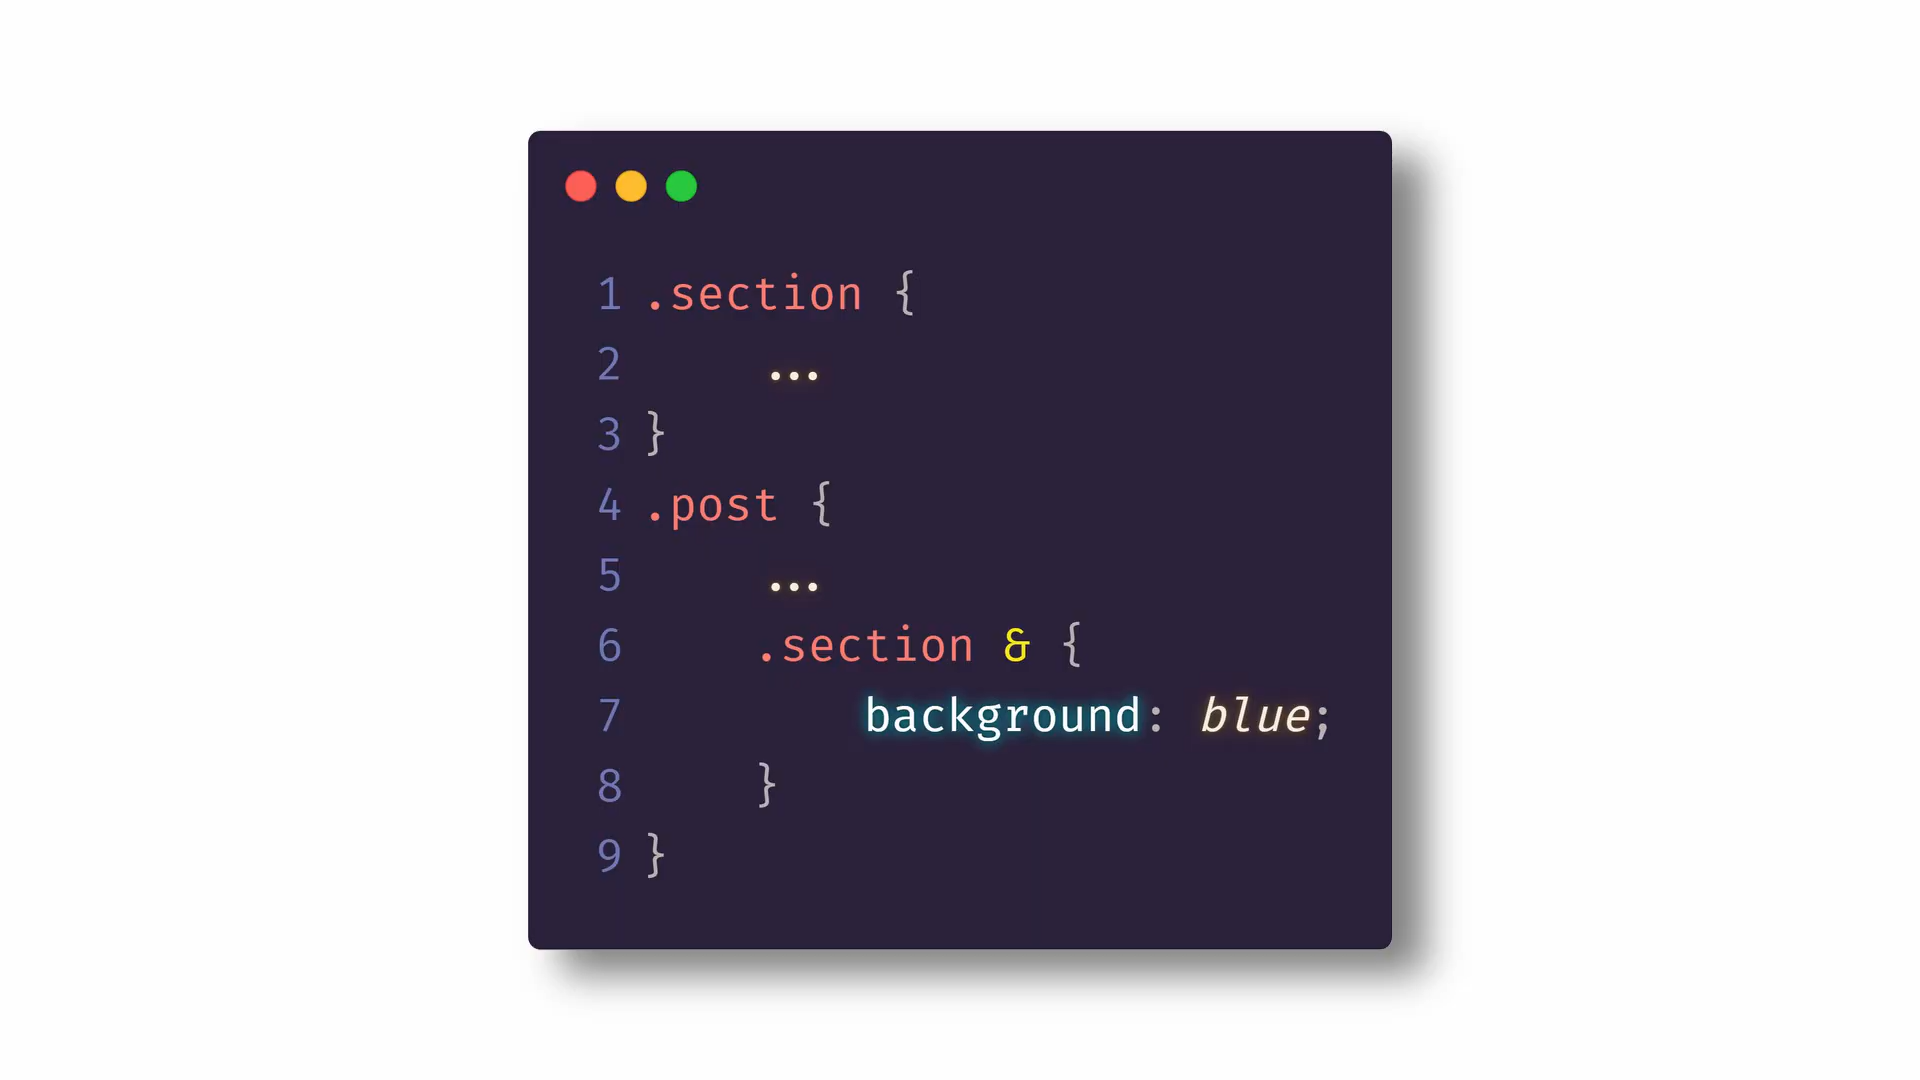 1 .section {
2     ...
3 }
4 .post {
5     ...
6     .section & {
7         background: blue;
8     }
9 }